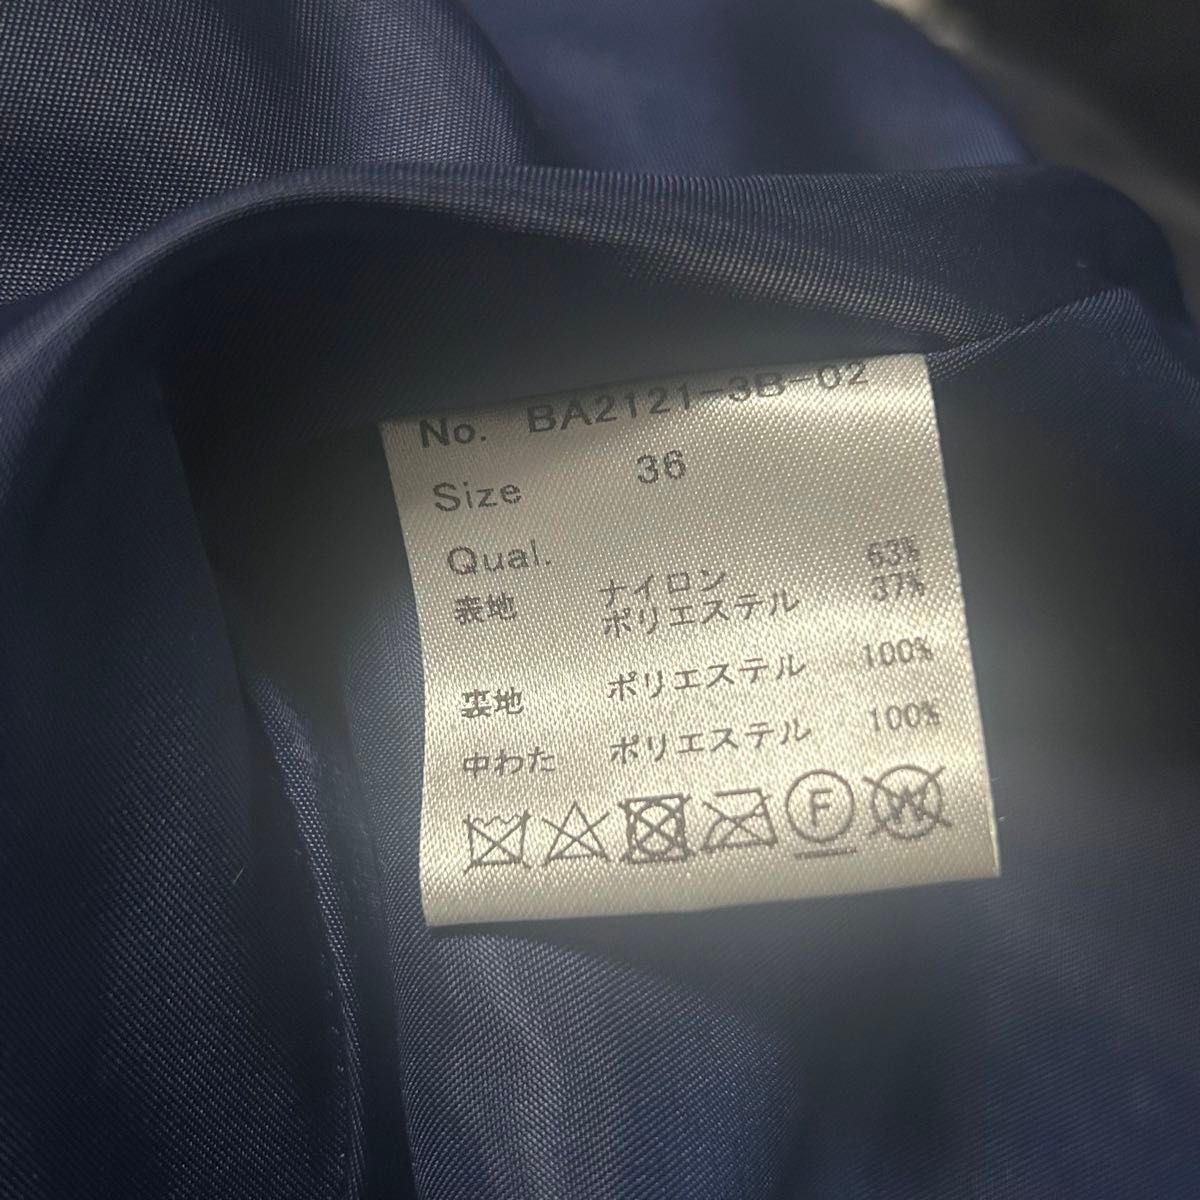 No. BA2121-3B-02
Size 36
Qual.
表地 ナイロン 63%
ポリエステル 37%
裏地 ポリエステル 100%
中わた ポリエステル 100%
F W